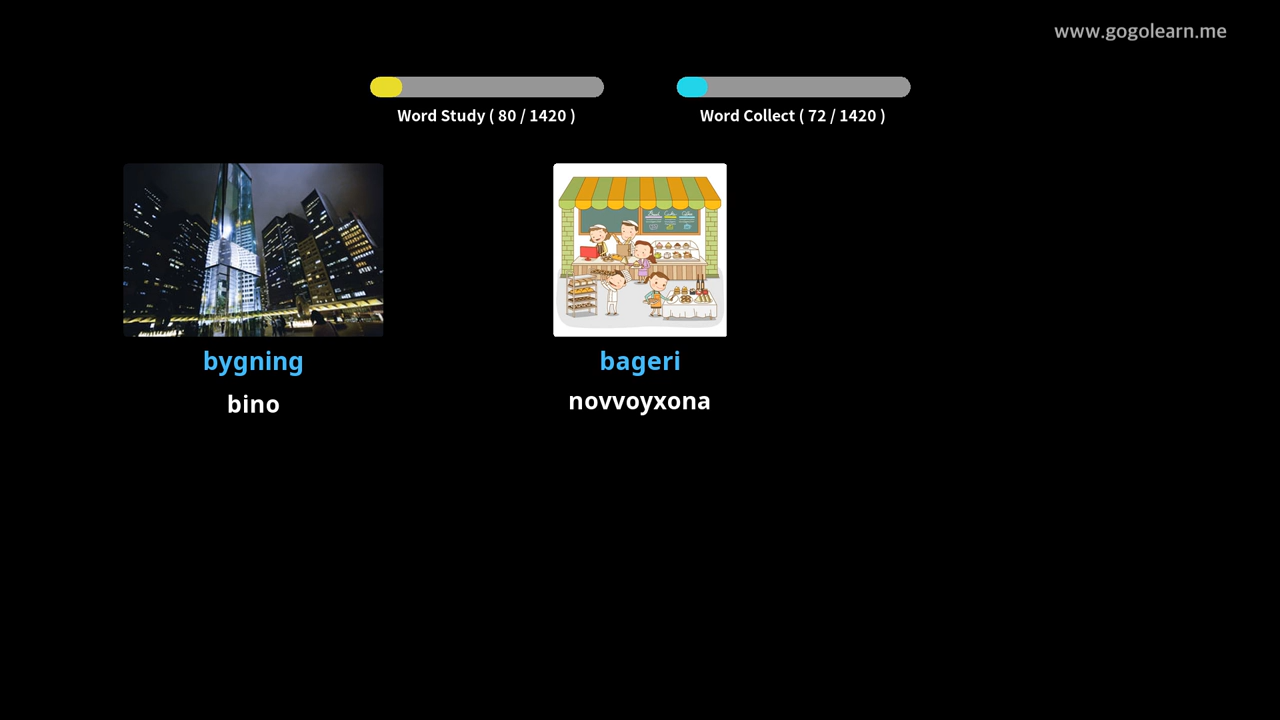 www.gogolearn.me
Word Study ( 80 / 1420 )
Word Collect ( 72 / 1420 )
bygning
bageri
bino
novvoyxona